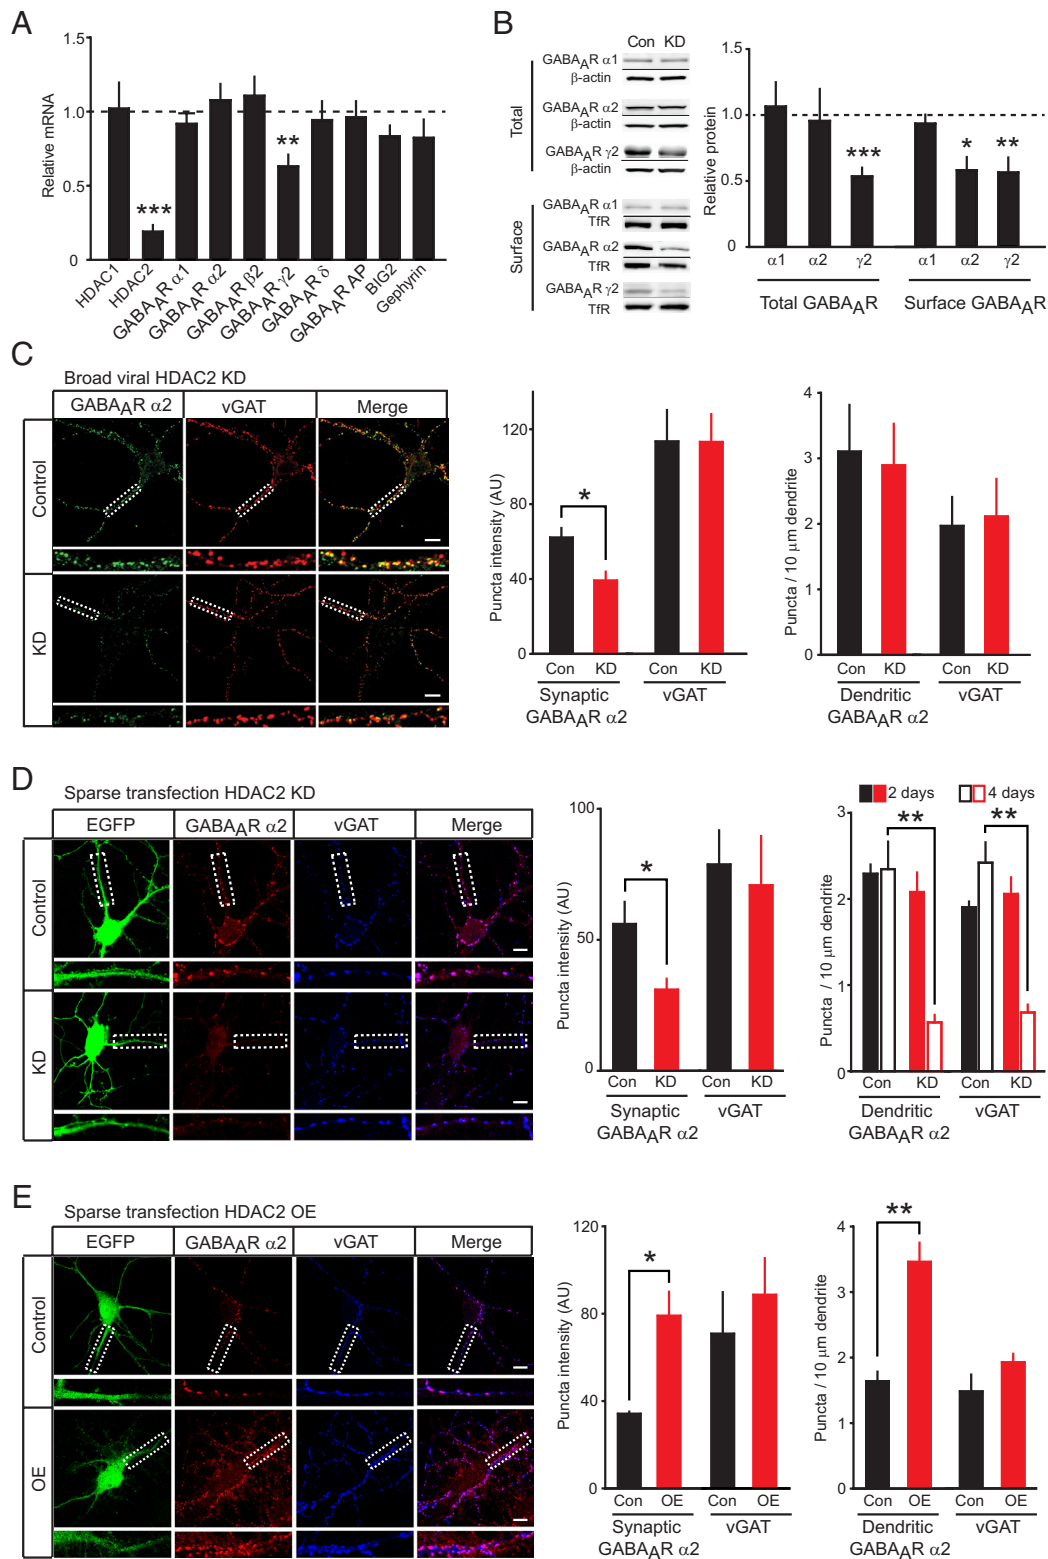 A
1.5
1.0
0.5
0
Relative mRNA
***
**
HDAC1
HDAC2
GABAAR α1
GABAAR α2
GABAAR β2
GABAAR γ2
GABAAR δ
GABAAR AP
BIG2
Gephyrin
B
Con KD
Total
GABAAR α1
β-actin
GABAAR α2
β-actin
GABAAR γ2
β-actin
Surface
GABAAR α1
TfR
GABAAR α2
TfR
GABAAR γ2
TfR
1.5
1.0
0.5
0
Relative protein
***
*
**
α1 α2 γ2 α1 α2 γ2
Total GABAAR
Surface GABAAR
C
Broad viral HDAC2 KD
GABAAR α2 vGAT Merge
Control
KD
120
80
40
0
Puncta intensity (AU)
*
Con KD Con KD
Synaptic GABAAR α2
vGAT
4
3
2
1
0
Puncta / 10 µm dendrite
Con KD Con KD
Dendritic GABAAR α2
vGAT
D
Sparse transfection HDAC2 KD
EGFP GABAAR α2 vGAT Merge
Control
KD
100
50
0
Puncta intensity (AU)
*
Con KD Con KD
Synaptic GABAAR α2
vGAT
2 days 4 days
3
2
1
0
Puncta / 10 µm dendrite
**
**
Con KD Con KD
Dendritic GABAAR α2
vGAT
E
Sparse transfection HDAC2 OE
EGFP GABAAR α2 vGAT Merge
Control
OE
120
80
40
0
Puncta intensity (AU)
*
Con OE Con OE
Synaptic GABAAR α2
vGAT
4
3
2
1
0
Puncta / 10 µm dendrite
**
Con OE Con OE
Dendritic GABAAR α2
vGAT